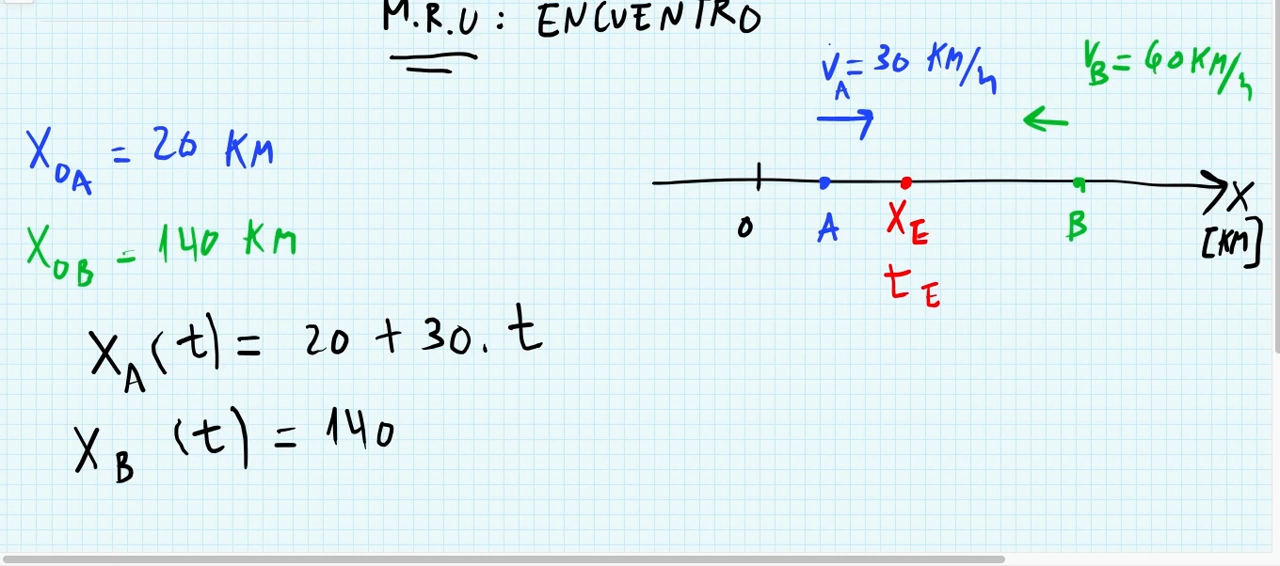 M.R.U : ENCUENTRO
V_A = 30 KM/h
V_B = 60 KM/h
X_0A = 20 KM
0 A X_E B X
[KM]
X_0B = 140 KM
t_E
X_A(t) = 20 + 30. t
X_B (t) = 140